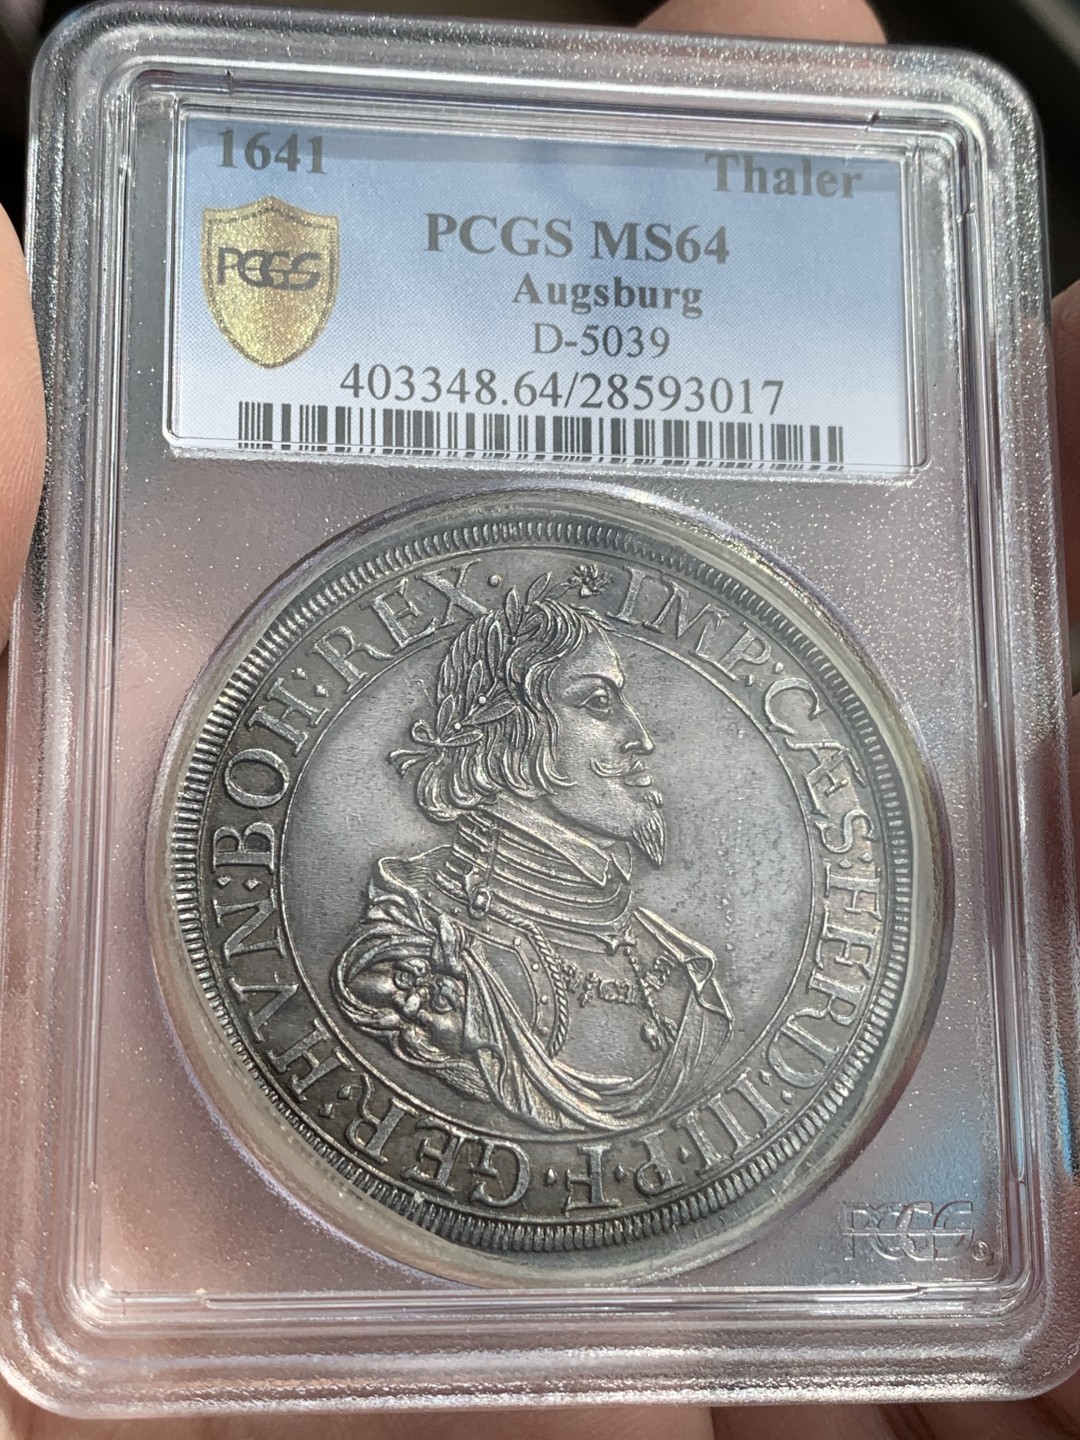 1641 Thaler
PCGS
PCGS MS64
Augsburg
D-5039
403348.64/28593017
IMP: CÆS: FERD: III· P· F· GER: HVN: BOH: REX·
PCGS